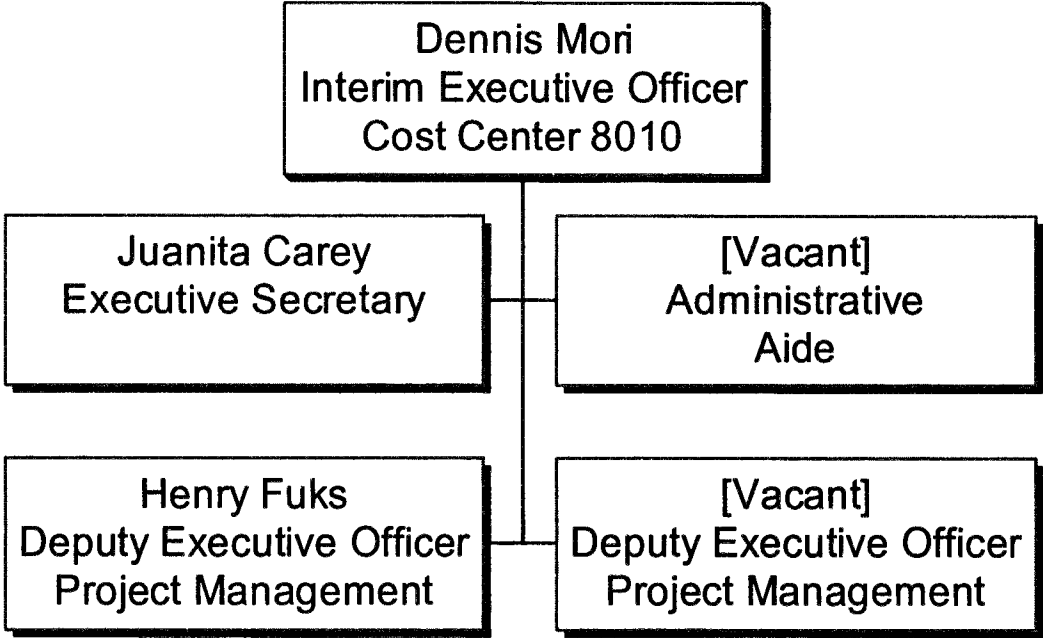 Dennis Mori
Interim Executive Officer
Cost Center 8010
Juanita Carey
Executive Secretary
[Vacant]
Administrative
Aide
Henry Fuks
Deputy Executive Officer
Project Management
[Vacant]
Deputy Executive Officer
Project Management